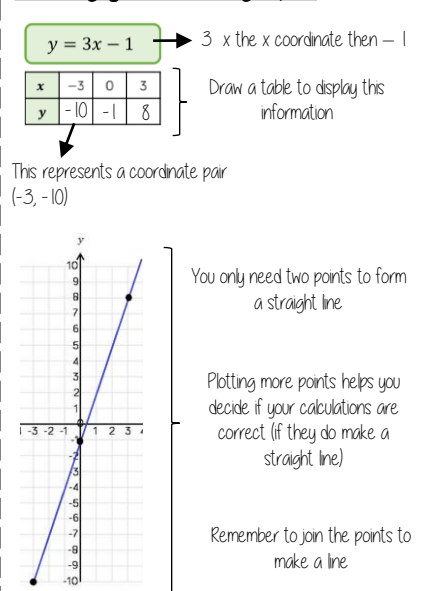 y = 3x − 1
3 x the x coordinate then − 1
x −3 0 3
y -10 -1 8
Draw a table to display this
information
This represents a coordinate pair
(-3, -10)
You only need two points to form
a straight line
Plotting more points helps you
decide if your calculations are
correct (if they do make a
straight line)
Remember to join the points to
make a line
y
10
9
8
7
6
5
4
3
2
1
0
-3 -2 -1 1 2 3
-2
-3
-4
-5
-6
-7
-8
-9
-10